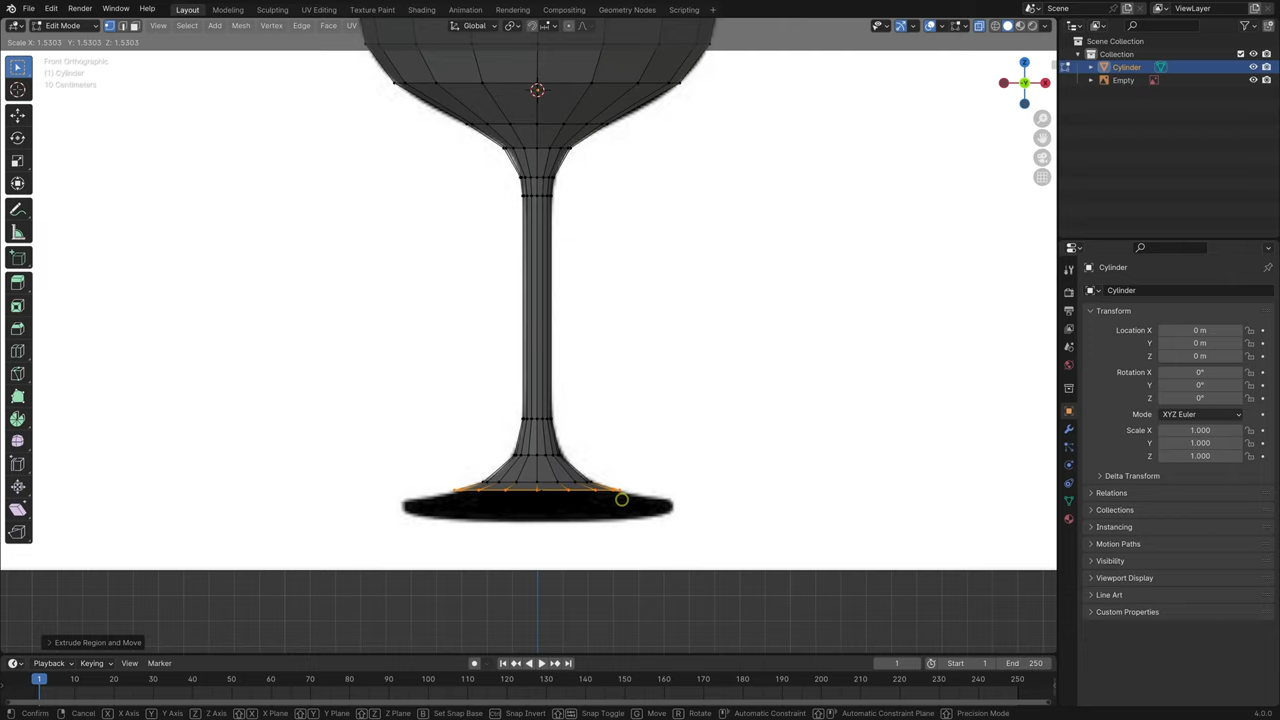 File Edit Render Window Help Layout Modeling Sculpting UV Editing Texture Paint Shading Animation Rendering Compositing Geometry Nodes Scripting + Scene ViewLayer
Edit Mode View Select Add Mesh Vertex Edge Face UV Global
Scale X: 1.5303 Y: 1.5303 Z: 1.5303
Front Orthographic
(1) Cylinder
10 Centimeters
Z
Y
X
Scene Collection
Collection
Cylinder
Empty
Cylinder
Cylinder
Transform
Location X 0 m
Y 0 m
Z 0 m
Rotation X 0°
Y 0°
Z 0°
Mode XYZ Euler
Scale X 1.000
Y 1.000
Z 1.000
Delta Transform
Relations
Collections
Instancing
Motion Paths
Visibility
Viewport Display
Line Art
Custom Properties
Extrude Region and Move
Playback Keying View Marker 1 Start 1 End 250
1 10 20 30 40 50 60 70 80 90 100 110 120 130 140 150 160 170 180 190 200 210 220 230 240 250
Confirm Cancel X X Axis Y Y Axis Z Z Axis X X Plane Y Y Plane Z Z Plane B Set Snap Base Snap Invert Snap Toggle G Move R Rotate Automatic Constraint Automatic Constraint Plane Precision Mode 4.0.0